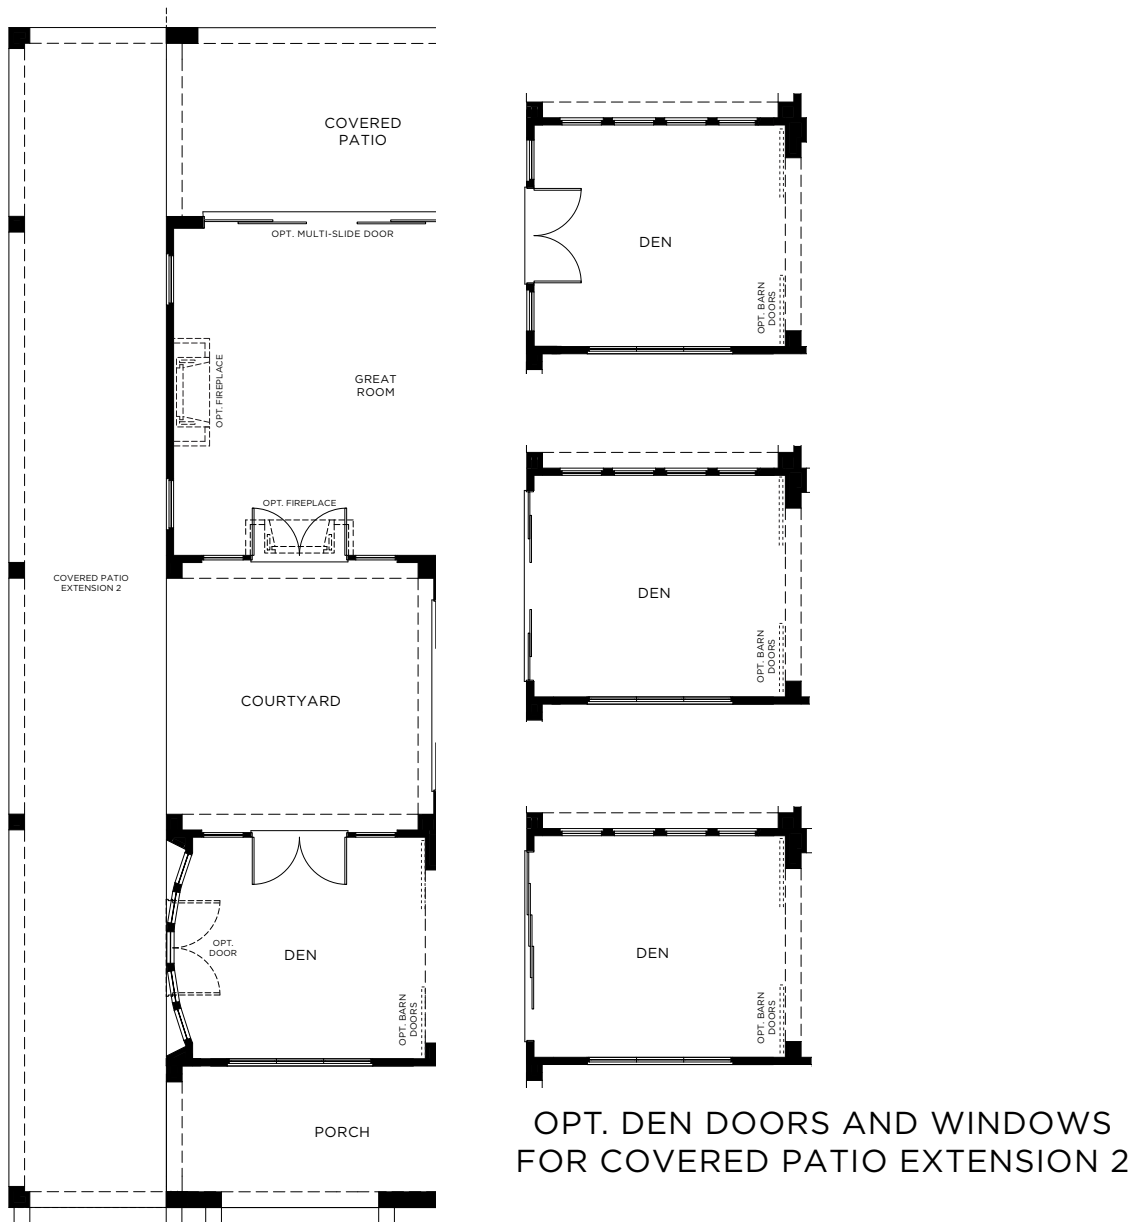 COVERED
PATIO
OPT. MULTI-SLIDE DOOR
OPT. FIREPLACE
GREAT
ROOM
OPT. FIREPLACE
COVERED PATIO
EXTENSION 2
COURTYARD
OPT.
DOOR
DEN
OPT. BARN
DOORS
PORCH
DEN
OPT. BARN
DOORS
DEN
OPT. BARN
DOORS
DEN
OPT. BARN
DOORS
OPT. DEN DOORS AND WINDOWS
FOR COVERED PATIO EXTENSION 2